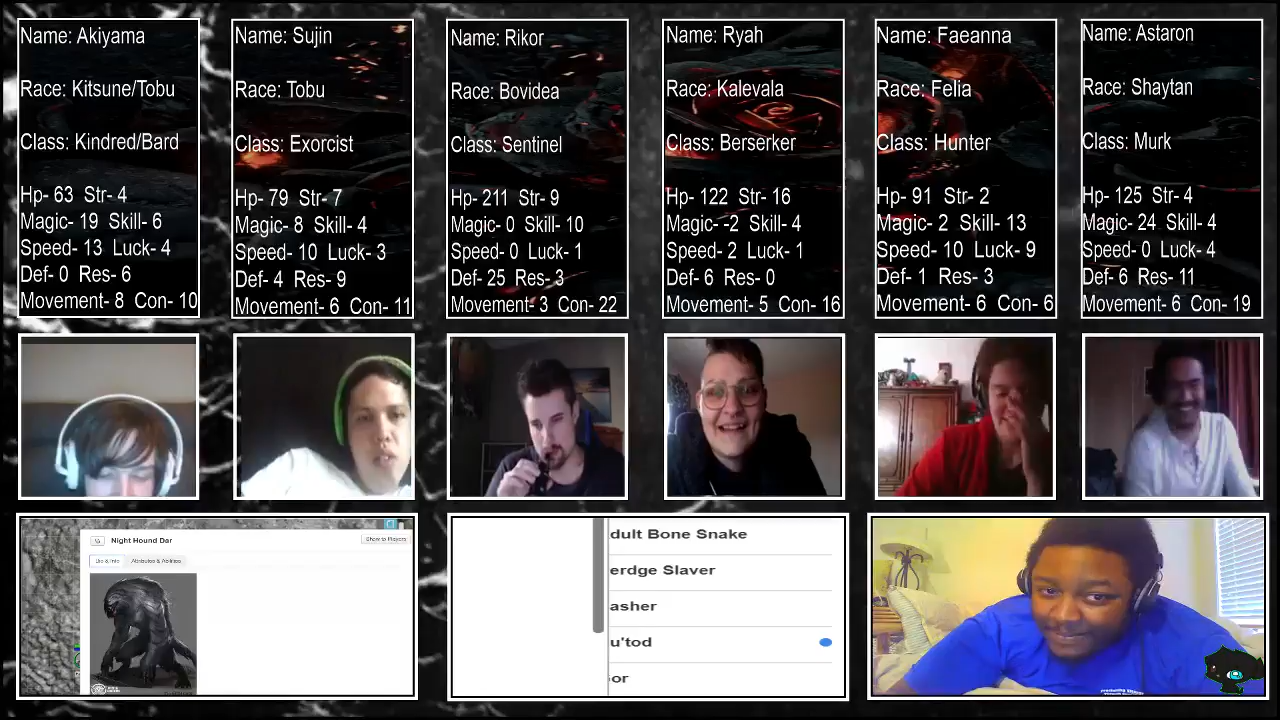 Name: Akiyama
Race: Kitsune/Tobu
Class: Kindred/Bard
Hp- 63 Str- 4
Magic- 19 Skill- 6
Speed- 13 Luck- 4
Def- 0 Res- 6
Movement- 8 Con- 10
Name: Sujin
Race: Tobu
Class: Exorcist
Hp- 79 Str- 7
Magic- 8 Skill- 4
Speed- 10 Luck- 3
Def- 4 Res- 9
Movement- 6 Con- 11
Name: Rikor
Race: Bovidea
Class: Sentinel
Hp- 211 Str- 9
Magic- 0 Skill- 10
Speed- 0 Luck- 1
Def- 25 Res- 3
Movement- 3 Con- 22
Name: Ryah
Race: Kalevala
Class: Berserker
Hp- 122 Str- 16
Magic- -2 Skill- 4
Speed- 2 Luck- 1
Def- 6 Res- 0
Movement- 5 Con- 16
Name: Faeanna
Race: Felia
Class: Hunter
Hp- 91 Str- 2
Magic- 2 Skill- 13
Speed- 10 Luck- 9
Def- 1 Res- 3
Movement- 6 Con- 6
Name: Astaron
Race: Shaytan
Class: Murk
Hp- 125 Str- 4
Magic- 24 Skill- 4
Speed- 0 Luck- 4
Def- 6 Res- 11
Movement- 6 Con- 19
Night Hound Dar
Show to Players
Bio & Info Attributes & Abilities
dult Bone Snake
erdge Slaver
asher
u'tod
or